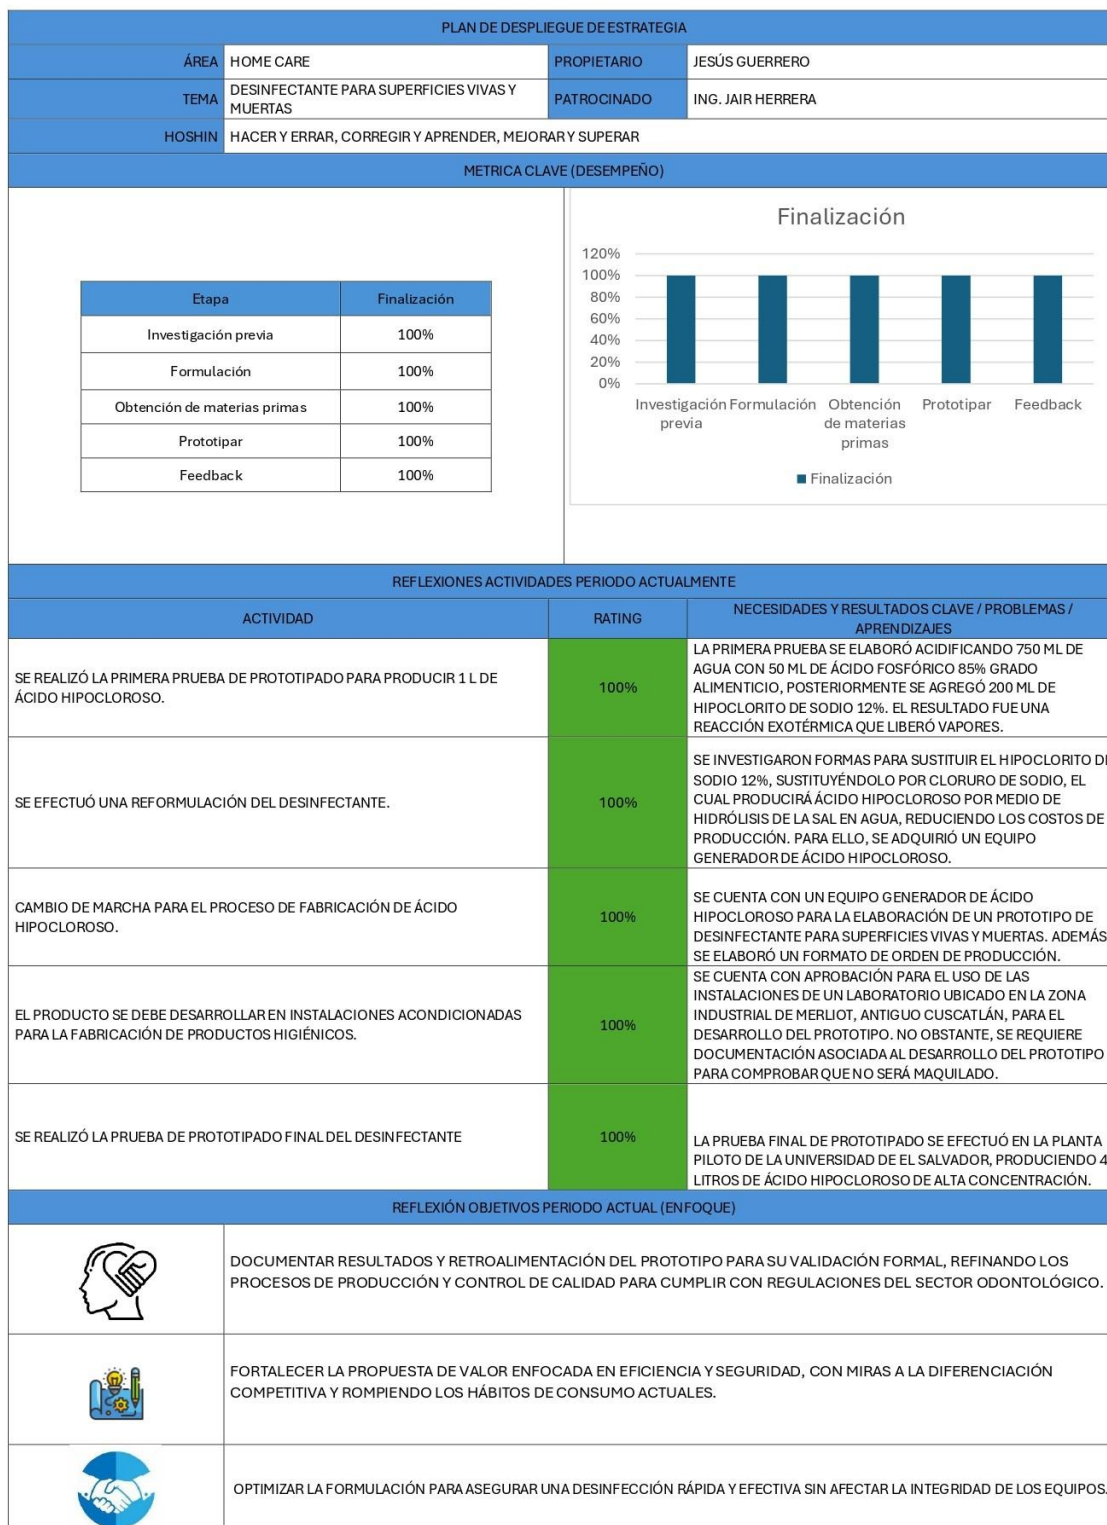 PLAN DE DESPLIEGUE DE ESTRATEGIA
ÁREA HOME CARE PROPIETARIO JESÚS GUERRERO
TEMA DESINFECTANTE PARA SUPERFICIES VIVAS Y
MUERTAS PATROCINADO ING. JAIR HERRERA
HOSHIN HACER Y ERRAR, CORREGIR Y APRENDER, MEJORAR Y SUPERAR
METRICA CLAVE (DESEMPEÑO)
Etapa Finalización
Investigación previa 100%
Formulación 100%
Obtención de materias primas 100%
Prototipar 100%
Feedback 100%
Finalización
120%
100%
80%
60%
40%
20%
0%
Investigación Formulación Obtención Prototipar Feedback
previa de materias
primas
Finalización
REFLEXIONES ACTIVIDADES PERIODO ACTUALMENTE
ACTIVIDAD RATING NECESIDADES Y RESULTADOS CLAVE / PROBLEMAS /
APRENDIZAJES
SE REALIZÓ LA PRIMERA PRUEBA DE PROTOTIPADO PARA PRODUCIR 1 L DE
ÁCIDO HIPOCLOROSO.
100%
LA PRIMERA PRUEBA SE ELABORÓ ACIDIFICANDO 750 ML DE
AGUA CON 50 ML DE ÁCIDO FOSFÓRICO 85% GRADO
ALIMENTICIO, POSTERIORMENTE SE AGREGÓ 200 ML DE
HIPOCLORITO DE SODIO 12%. EL RESULTADO FUE UNA
REACCIÓN EXOTÉRMICA QUE LIBERÓ VAPORES.
SE EFECTUÓ UNA REFORMULACIÓN DEL DESINFECTANTE.
100%
SE INVESTIGARON FORMAS PARA SUSTITUIR EL HIPOCLORITO DE
SODIO 12%, SUSTITUYÉNDOLO POR CLORURO DE SODIO, EL
CUAL PRODUCIRÁ ÁCIDO HIPOCLOROSO POR MEDIO DE
HIDRÓLISIS DE LA SAL EN AGUA, REDUCIENDO LOS COSTOS DE
PRODUCCIÓN. PARA ELLO, SE ADQUIRIÓ UN EQUIPO
GENERADOR DE ÁCIDO HIPOCLOROSO.
CAMBIO DE MARCHA PARA EL PROCESO DE FABRICACIÓN DE ÁCIDO
HIPOCLOROSO.
100%
SE CUENTA CON UN EQUIPO GENERADOR DE ÁCIDO
HIPOCLOROSO PARA LA ELABORACIÓN DE UN PROTOTIPO DE
DESINFECTANTE PARA SUPERFICIES VIVAS Y MUERTAS. ADEMÁS
SE ELABORÓ UN FORMATO DE ORDEN DE PRODUCCIÓN.
EL PRODUCTO SE DEBE DESARROLLAR EN INSTALACIONES ACONDICIONADAS
PARA LA FABRICACIÓN DE PRODUCTOS HIGIÉNICOS.
100%
SE CUENTA CON APROBACIÓN PARA EL USO DE LAS
INSTALACIONES DE UN LABORATORIO UBICADO EN LA ZONA
INDUSTRIAL DE MERLIOT, ANTIGUO CUSCATLÁN, PARA EL
DESARROLLO DEL PROTOTIPO. NO OBSTANTE, SE REQUIERE
DOCUMENTACIÓN ASOCIADA AL DESARROLLO DEL PROTOTIPO
PARA COMPROBAR QUE NO SERÁ MAQUILADO.
SE REALIZÓ LA PRUEBA DE PROTOTIPADO FINAL DEL DESINFECTANTE
100%
LA PRUEBA FINAL DE PROTOTIPADO SE EFECTUÓ EN LA PLANTA
PILOTO DE LA UNIVERSIDAD DE EL SALVADOR, PRODUCIENDO 4
LITROS DE ÁCIDO HIPOCLOROSO DE ALTA CONCENTRACIÓN.
REFLEXIÓN OBJETIVOS PERIODO ACTUAL (ENFOQUE)
DOCUMENTAR RESULTADOS Y RETROALIMENTACIÓN DEL PROTOTIPO PARA SU VALIDACIÓN FORMAL, REFINANDO LOS
PROCESOS DE PRODUCCIÓN Y CONTROL DE CALIDAD PARA CUMPLIR CON REGULACIONES DEL SECTOR ODONTOLÓGICO.
FORTALECER LA PROPUESTA DE VALOR ENFOCADA EN EFICIENCIA Y SEGURIDAD, CON MIRAS A LA DIFERENCIACIÓN
COMPETITIVA Y ROMPIENDO LOS HÁBITOS DE CONSUMO ACTUALES.
OPTIMIZAR LA FORMULACIÓN PARA ASEGURAR UNA DESINFECCIÓN RÁPIDA Y EFECTIVA SIN AFECTAR LA INTEGRIDAD DE LOS EQUIPOS.